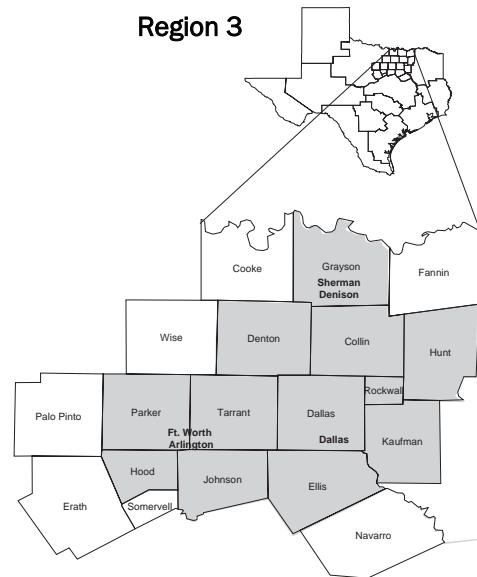 Region 3
Cooke
Grayson
Sherman
Denison
Fannin
Wise
Denton
Collin
Hunt
Rockwall
Palo Pinto
Parker
Tarrant
Dallas
Ft. Worth
Arlington
Dallas
Kaufman
Hood
Johnson
Ellis
Erath
Somervell
Navarro